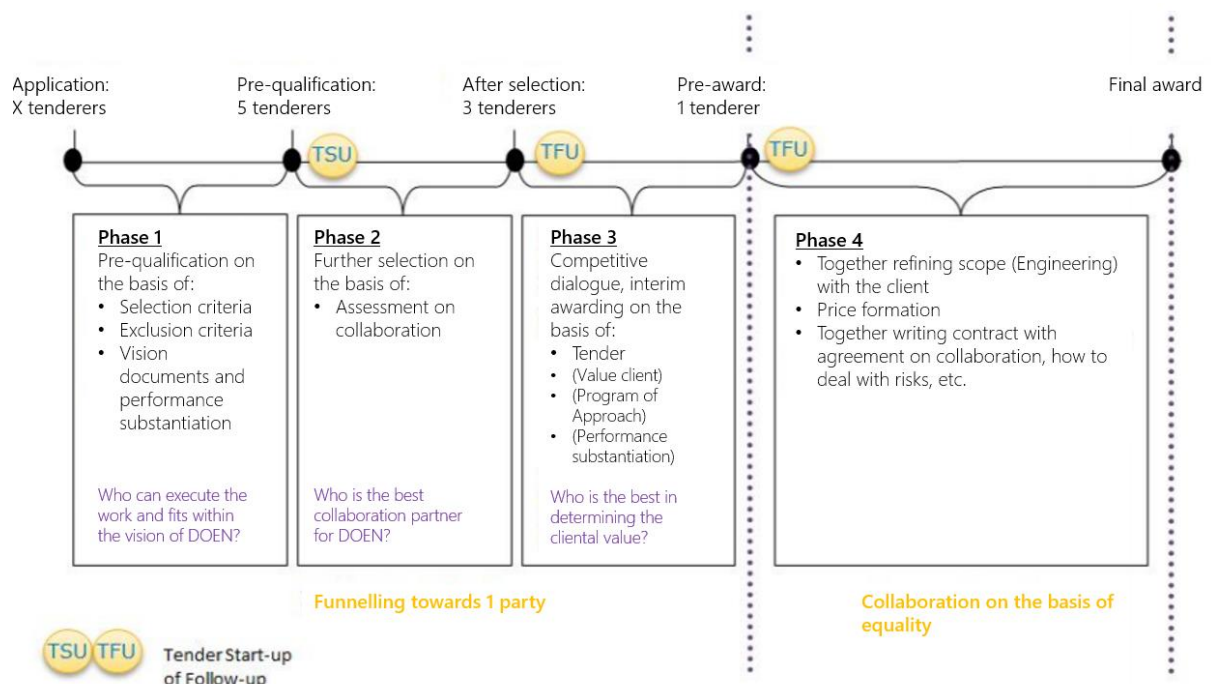 Application:
X tenderers
Pre-qualification:
5 tenderers
After selection:
3 tenderers
Pre-award:
1 tenderer
Final award
TSU
TFU
TFU
Phase 1
Pre-qualification on
the basis of:
• Selection criteria
• Exclusion criteria
• Vision
documents and
performance
substantiation
Who can execute the
work and fits within
the vision of DOEN?
Phase 2
Further selection on
the basis of:
• Assessment on
collaboration
Who is the best
collaboration partner
for DOEN?
Phase 3
Competitive
dialogue, interim
awarding on the
basis of:
• Tender
• (Value client)
• (Program of
Approach)
• (Performance
substantiation)
Who is the best in
determining the
cliental value?
Phase 4
• Together refining scope (Engineering)
with the client
• Price formation
• Together writing contract with
agreement on collaboration, how to
deal with risks, etc.
Funnelling towards 1 party
Collaboration on the basis of
equality
TSU TFU
Tender Start-up
of Follow-up